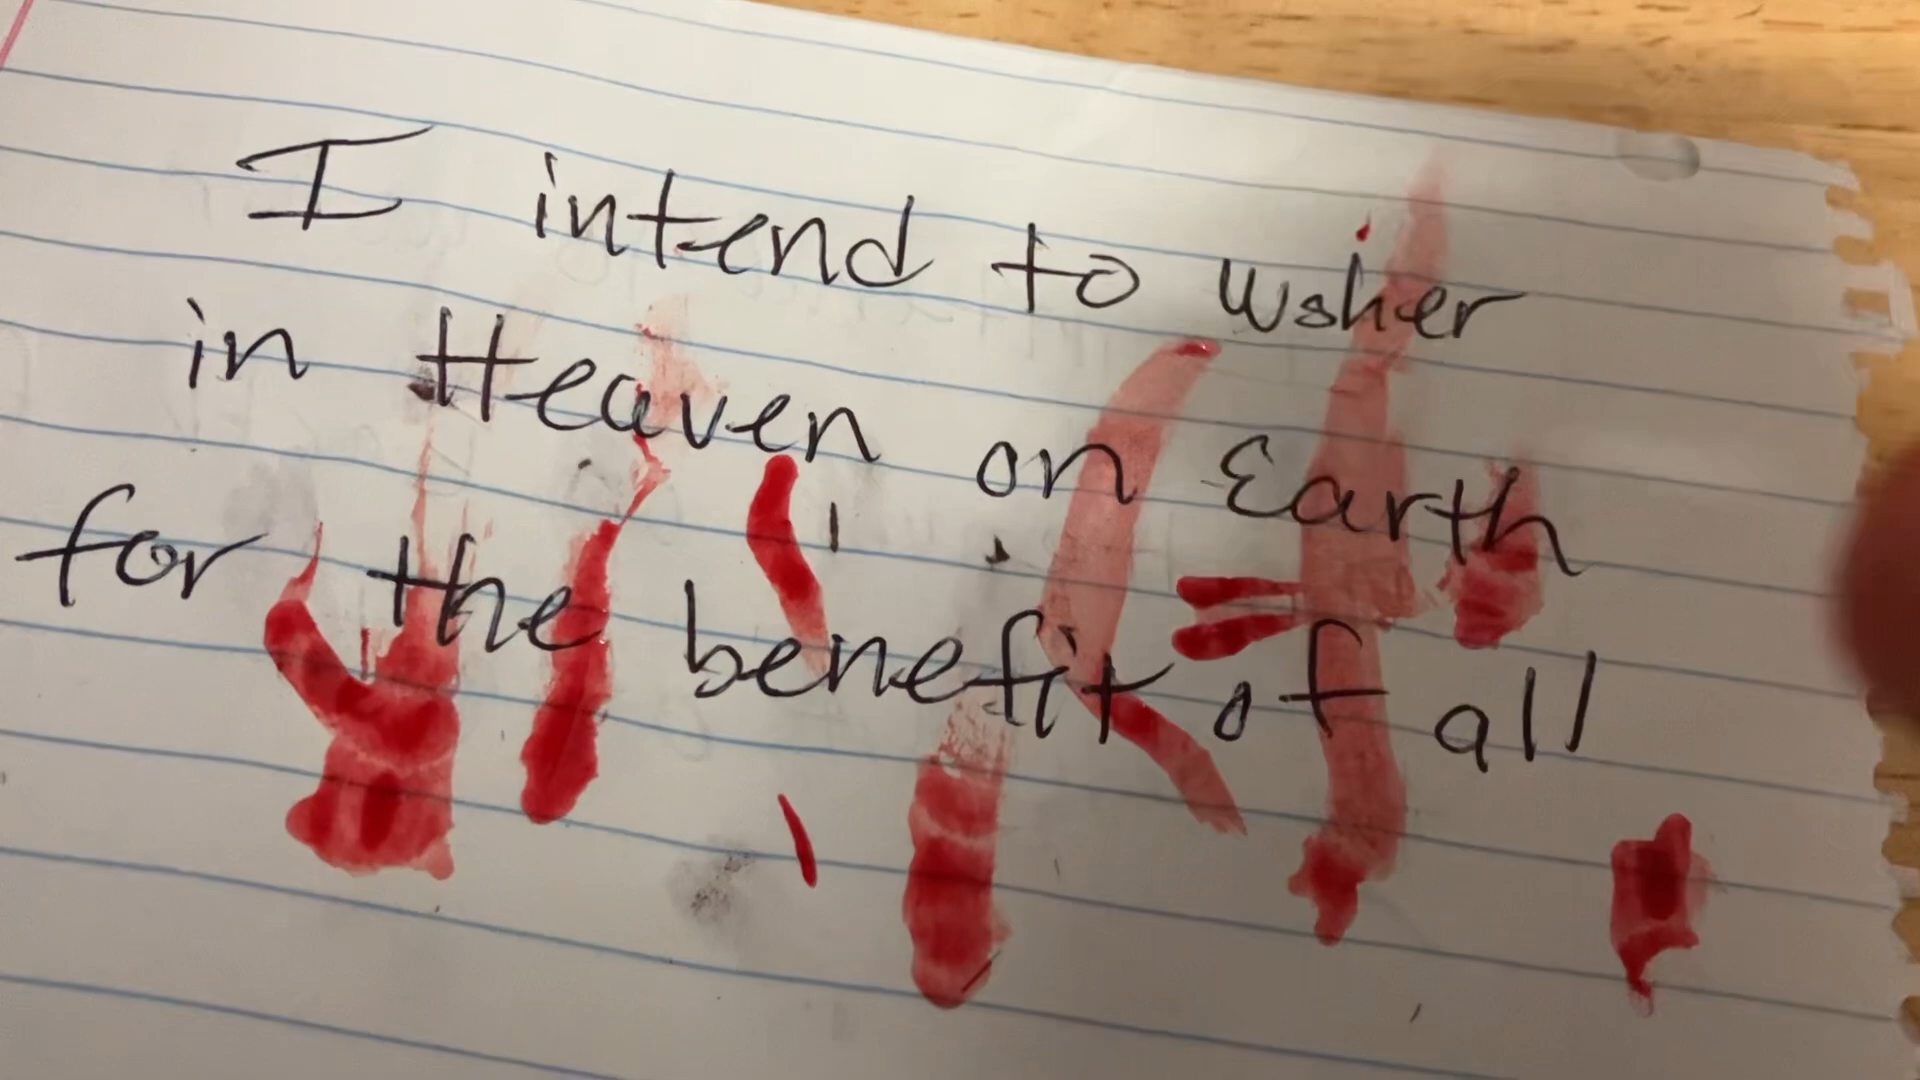 I intend to usher
in Heaven on Earth
for the benefit of all